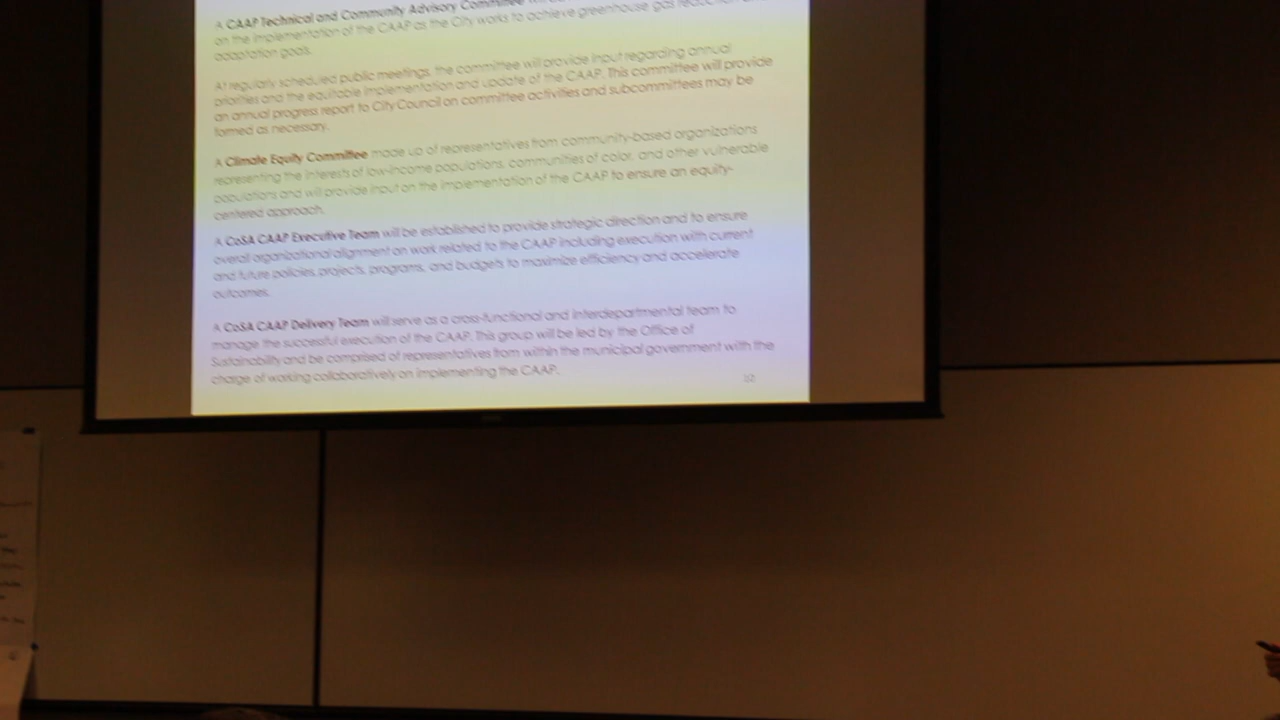 A CAAP Technical and Community Advisory Committee
on the implementation of the CAAP as the City works to achieve greenhouse gas reduction
adaptation goals.
At regularly scheduled public meetings, the committee will provide input regarding annual
priorities and the equitable implementation and update of the CAAP. This committee will provide
an annual progress report to City Council on committee activities and subcommittees may be
formed as necessary.
A Climate Equity Committee made up of representatives from community-based organizations
representing the interests of low-income populations, communities of color, and other vulnerable
populations and will provide input on the implementation of the CAAP to ensure an equity-
centered approach.
A CoSA CAAP Executive Team will be established to provide strategic direction and to ensure
overall organizational alignment on work related to the CAAP including execution with current
and future policies, projects, programs, and budgets to maximize efficiency and accelerate
outcomes.
A CoSA CAAP Delivery Team will serve as a cross-functional and interdepartmental team to
manage the successful execution of the CAAP. This group will be led by the Office of
Sustainability and be comprised of representatives from within the municipal government with the
charge of working collaboratively on implementing the CAAP.